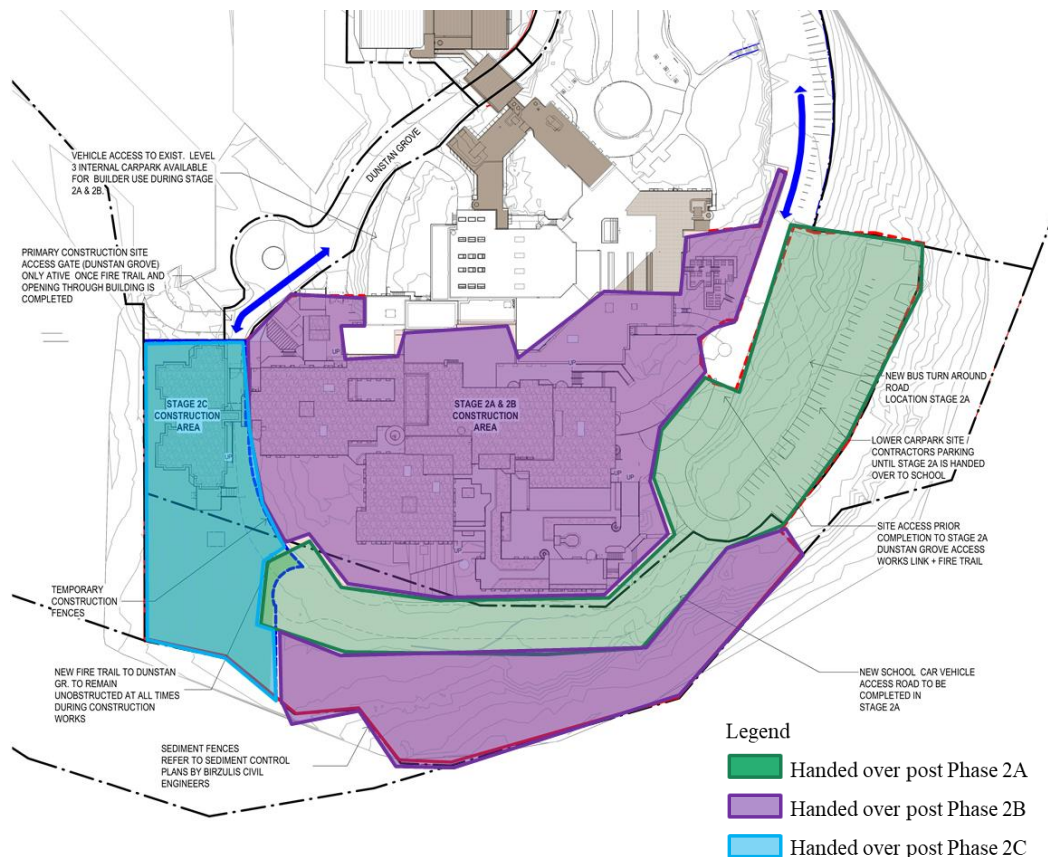 DUNSTAN GROVE
VEHICLE ACCESS TO EXIST. LEVEL
3 INTERNAL CARPARK AVAILABLE
FOR BUILDER USE DURING STAGE
2A & 2B.
PRIMARY CONSTRUCTION SITE
ACCESS GATE (DUNSTAN GROVE)
ONLY ATIVE ONCE FIRE TRAIL AND
OPENING THROUGH BUILDING IS
COMPLETED
UP
UP
STAGE 2C
CONSTRUCTION
AREA
STAGE 2A & 2B
CONSTRUCTION
AREA
UP
UP
UP
NEW BUS TURN AROUND
ROAD
LOCATION STAGE 2A
LOWER CARPARK SITE /
CONTRACTORS PARKING
UNTIL STAGE 2A IS HANDED
OVER TO SCHOOL
SITE ACCESS PRIOR
COMPLETION TO STAGE 2A
DUNSTAN GROVE ACCESS
WORKS LINK + FIRE TRAIL
TEMPORARY
CONSTRUCTION
FENCES
NEW FIRE TRAIL TO DUNSTAN
GR. TO REMAIN
UNOBSTRUCTED AT ALL TIMES
DURING CONSTRUCTION
WORKS
NEW SCHOOL CAR VEHICLE
ACCESS ROAD TO BE
COMPLETED IN
STAGE 2A
SEDIMENT FENCES
REFER TO SEDIMENT CONTROL
PLANS BY BIRZULIS CIVIL
ENGINEERS
Legend
Handed over post Phase 2A
Handed over post Phase 2B
Handed over post Phase 2C